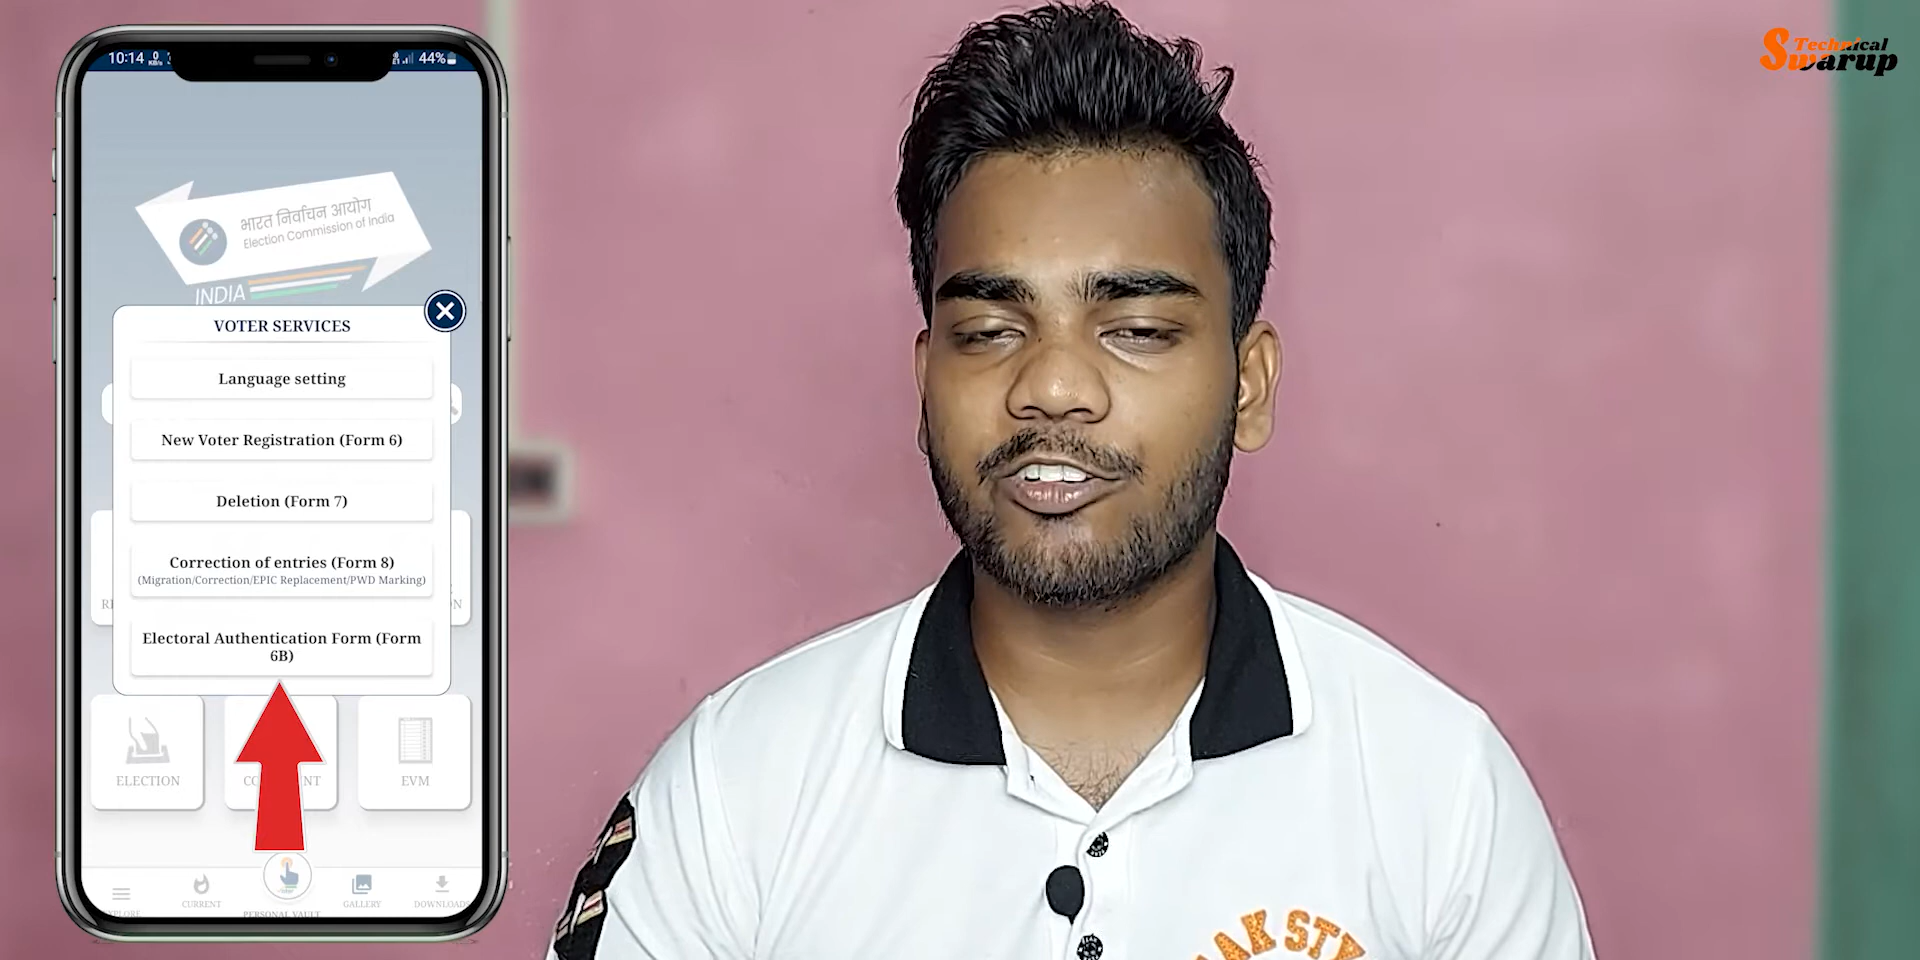 10:14
44%
भारत निर्वाचन आयोग
Election Commission of India
INDIA
VOTER SERVICES
Language setting
New Voter Registration (Form 6)
Deletion (Form 7)
Correction of entries (Form 8)
(Migration/Correction/EPIC Replacement/PWD Marking)
Electoral Authentication Form (Form
6B)
ELECTION
EVM
CURRENT
PERSONAL VAULT
GALLERY
DOWNLOADS
Technical
Swarup